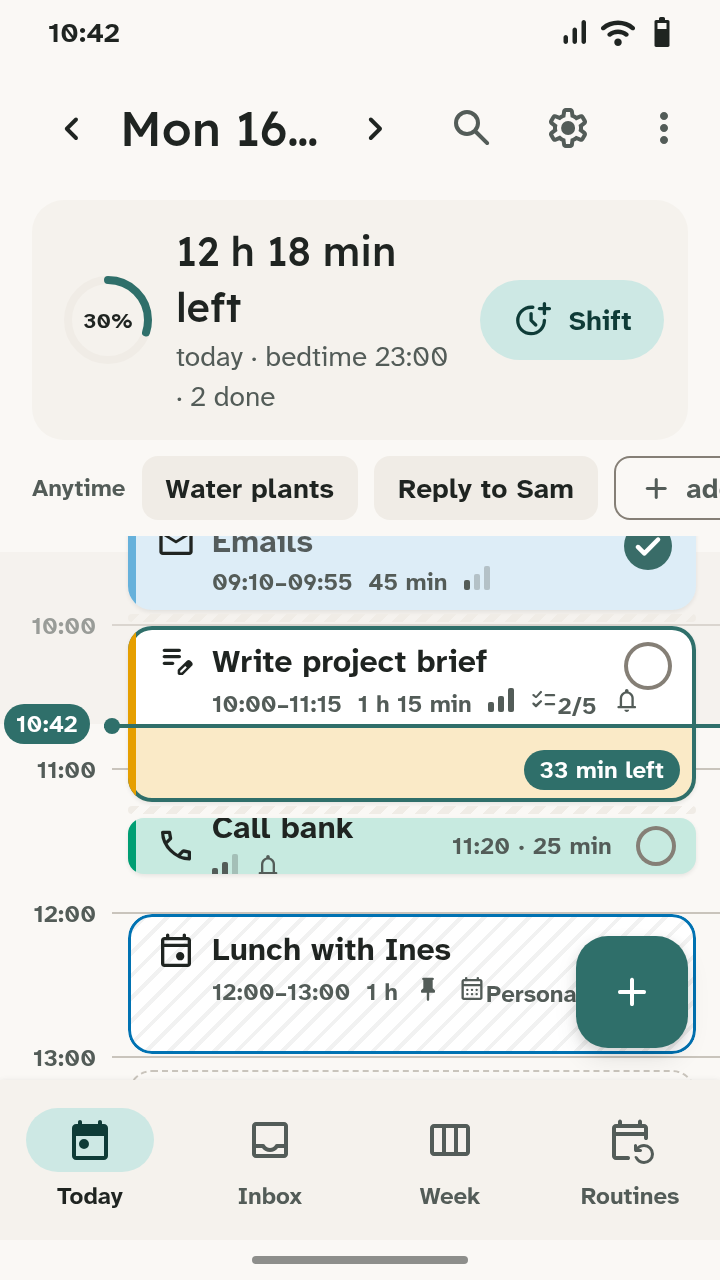 10:42
Mon 16…
30%
12 h 18 min
left
today · bedtime 23:00
· 2 done
Shift
Anytime
Water plants
Reply to Sam
Emails
09:10–09:55 45 min
10:00
Write project brief
10:00–11:15 1 h 15 min 2/5
10:42
11:00
33 min left
Call bank
11:20 · 25 min
12:00
Lunch with Ines
12:00–13:00 1 h
13:00
Today
Inbox
Week
Routines